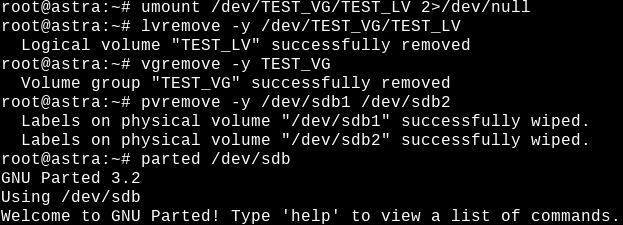 root@astra:~# umount /dev/TEST_VG/TEST_LV 2>/dev/null
root@astra:~# lvremove -y /dev/TEST_VG/TEST_LV
  Logical volume "TEST_LV" successfully removed
root@astra:~# vgremove -y TEST_VG
  Volume group "TEST_VG" successfully removed
root@astra:~# pvremove -y /dev/sdb1 /dev/sdb2
  Labels on physical volume "/dev/sdb1" successfully wiped.
  Labels on physical volume "/dev/sdb2" successfully wiped.
root@astra:~# parted /dev/sdb
GNU Parted 3.2
Using /dev/sdb
Welcome to GNU Parted! Type 'help' to view a list of commands.